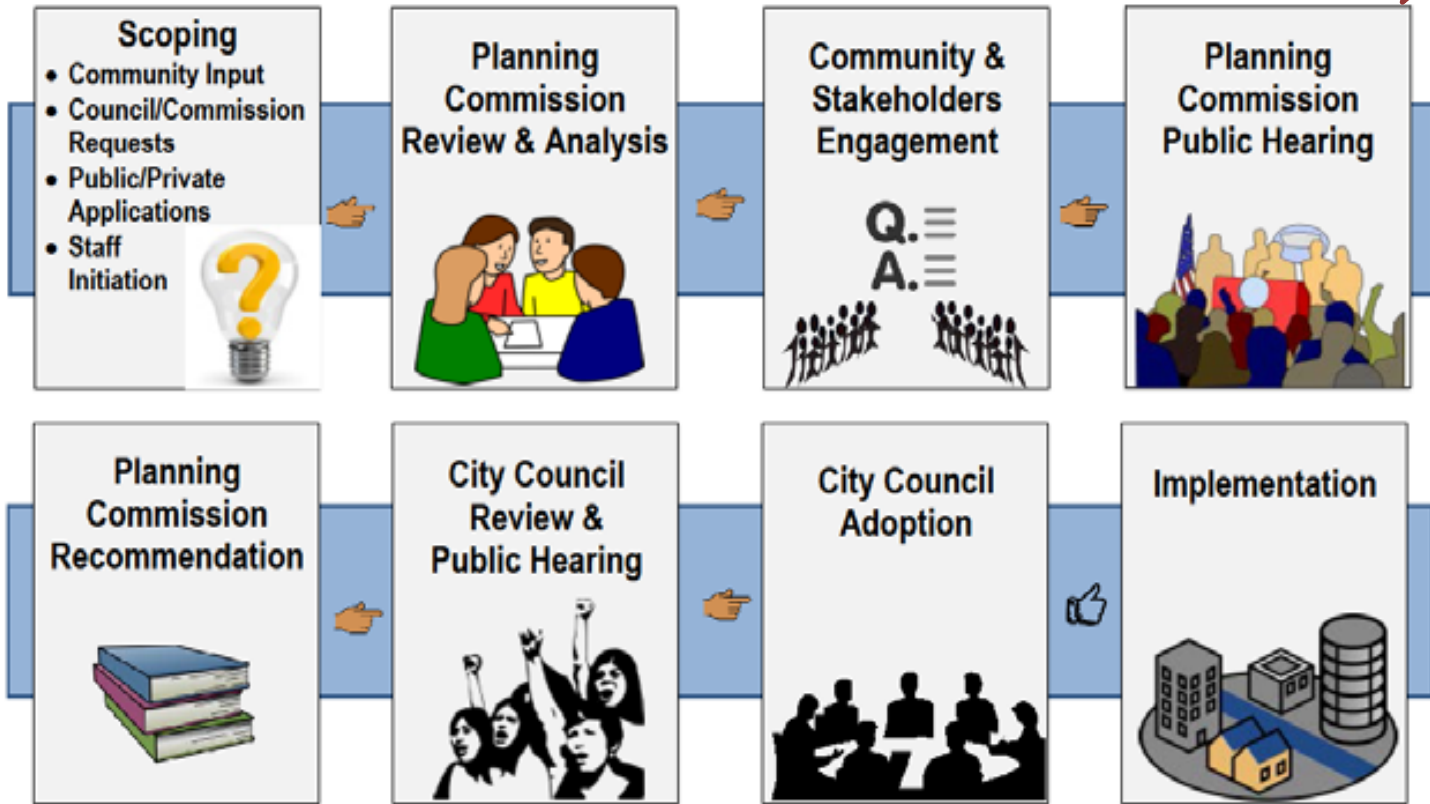 Scoping
• Community Input
• Council/Commission
Requests
• Public/Private
Applications
• Staff
Initiation
Planning
Commission
Review & Analysis
Community &
Stakeholders
Engagement
Q.
A.
Planning
Commission
Public Hearing
Planning
Commission
Recommendation
City Council
Review &
Public Hearing
City Council
Adoption
Implementation